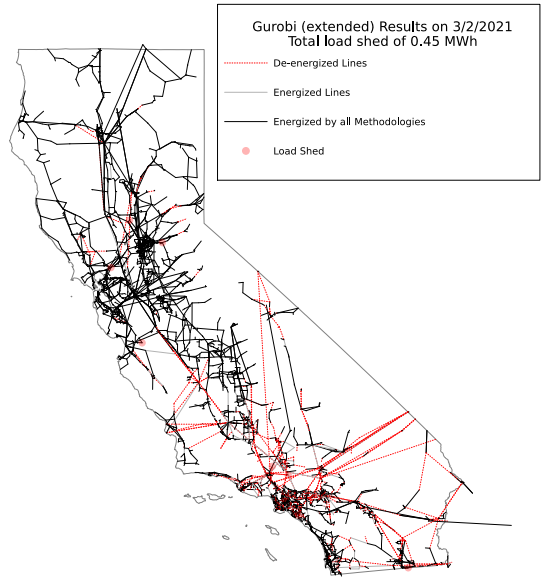 Gurobi (extended) Results on 3/2/2021
Total load shed of 0.45 MWh
De-energized Lines
Energized Lines
Energized by all Methodologies
Load Shed